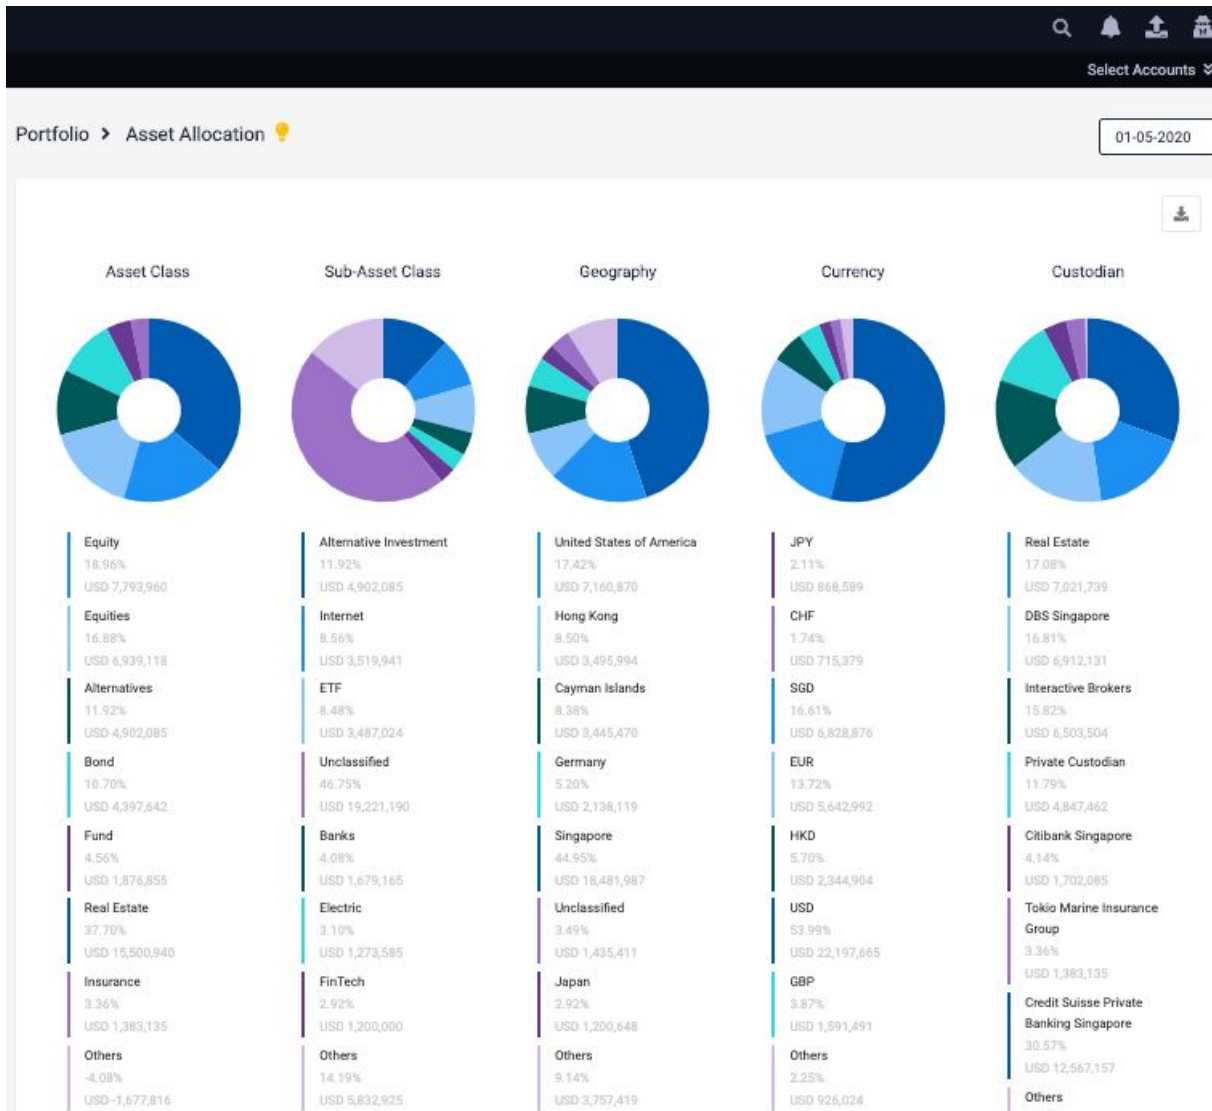 Select Accounts
Portfolio > Asset Allocation
01-05-2020
Asset Class
Sub-Asset Class
Geography
Currency
Custodian
Equity
18.96%
USD 7,793,960
Equities
16.88%
USD 6,939,118
Alternatives
11.92%
USD 4,902,085
Bond
10.70%
USD 4,397,642
Fund
4.56%
USD 1,876,855
Real Estate
37.70%
USD 15,500,940
Insurance
3.36%
USD 1,383,135
Others
-4.08%
USD -1,677,816
Alternative Investment
11.92%
USD 4,902,085
Internet
8.56%
USD 3,519,941
ETF
8.48%
USD 3,487,024
Unclassified
46.75%
USD 19,221,190
Banks
4.08%
USD 1,679,165
Electric
3.10%
USD 1,273,585
FinTech
2.92%
USD 1,200,000
Others
14.19%
USD 5,832,925
United States of America
17.42%
USD 7,160,870
Hong Kong
8.50%
USD 3,495,994
Cayman Islands
8.38%
USD 3,445,470
Germany
5.20%
USD 2,138,119
Singapore
44.95%
USD 18,481,987
Unclassified
3.49%
USD 1,435,411
Japan
2.92%
USD 1,200,648
Others
9.14%
USD 3,757,419
JPY
2.11%
USD 868,589
CHF
1.74%
USD 715,379
SGD
16.61%
USD 6,828,876
EUR
13.72%
USD 5,642,992
HKD
5.70%
USD 2,344,904
USD
53.99%
USD 22,197,665
GBP
3.87%
USD 1,591,491
Others
2.25%
USD 926,024
Real Estate
17.08%
USD 7,021,739
DBS Singapore
16.81%
USD 6,912,131
Interactive Brokers
15.82%
USD 6,503,504
Private Custodian
11.79%
USD 4,847,462
Citibank Singapore
4.14%
USD 1,702,085
Tokio Marine Insurance
Group
3.36%
USD 1,383,135
Credit Suisse Private
Banking Singapore
30.57%
USD 12,567,157
Others